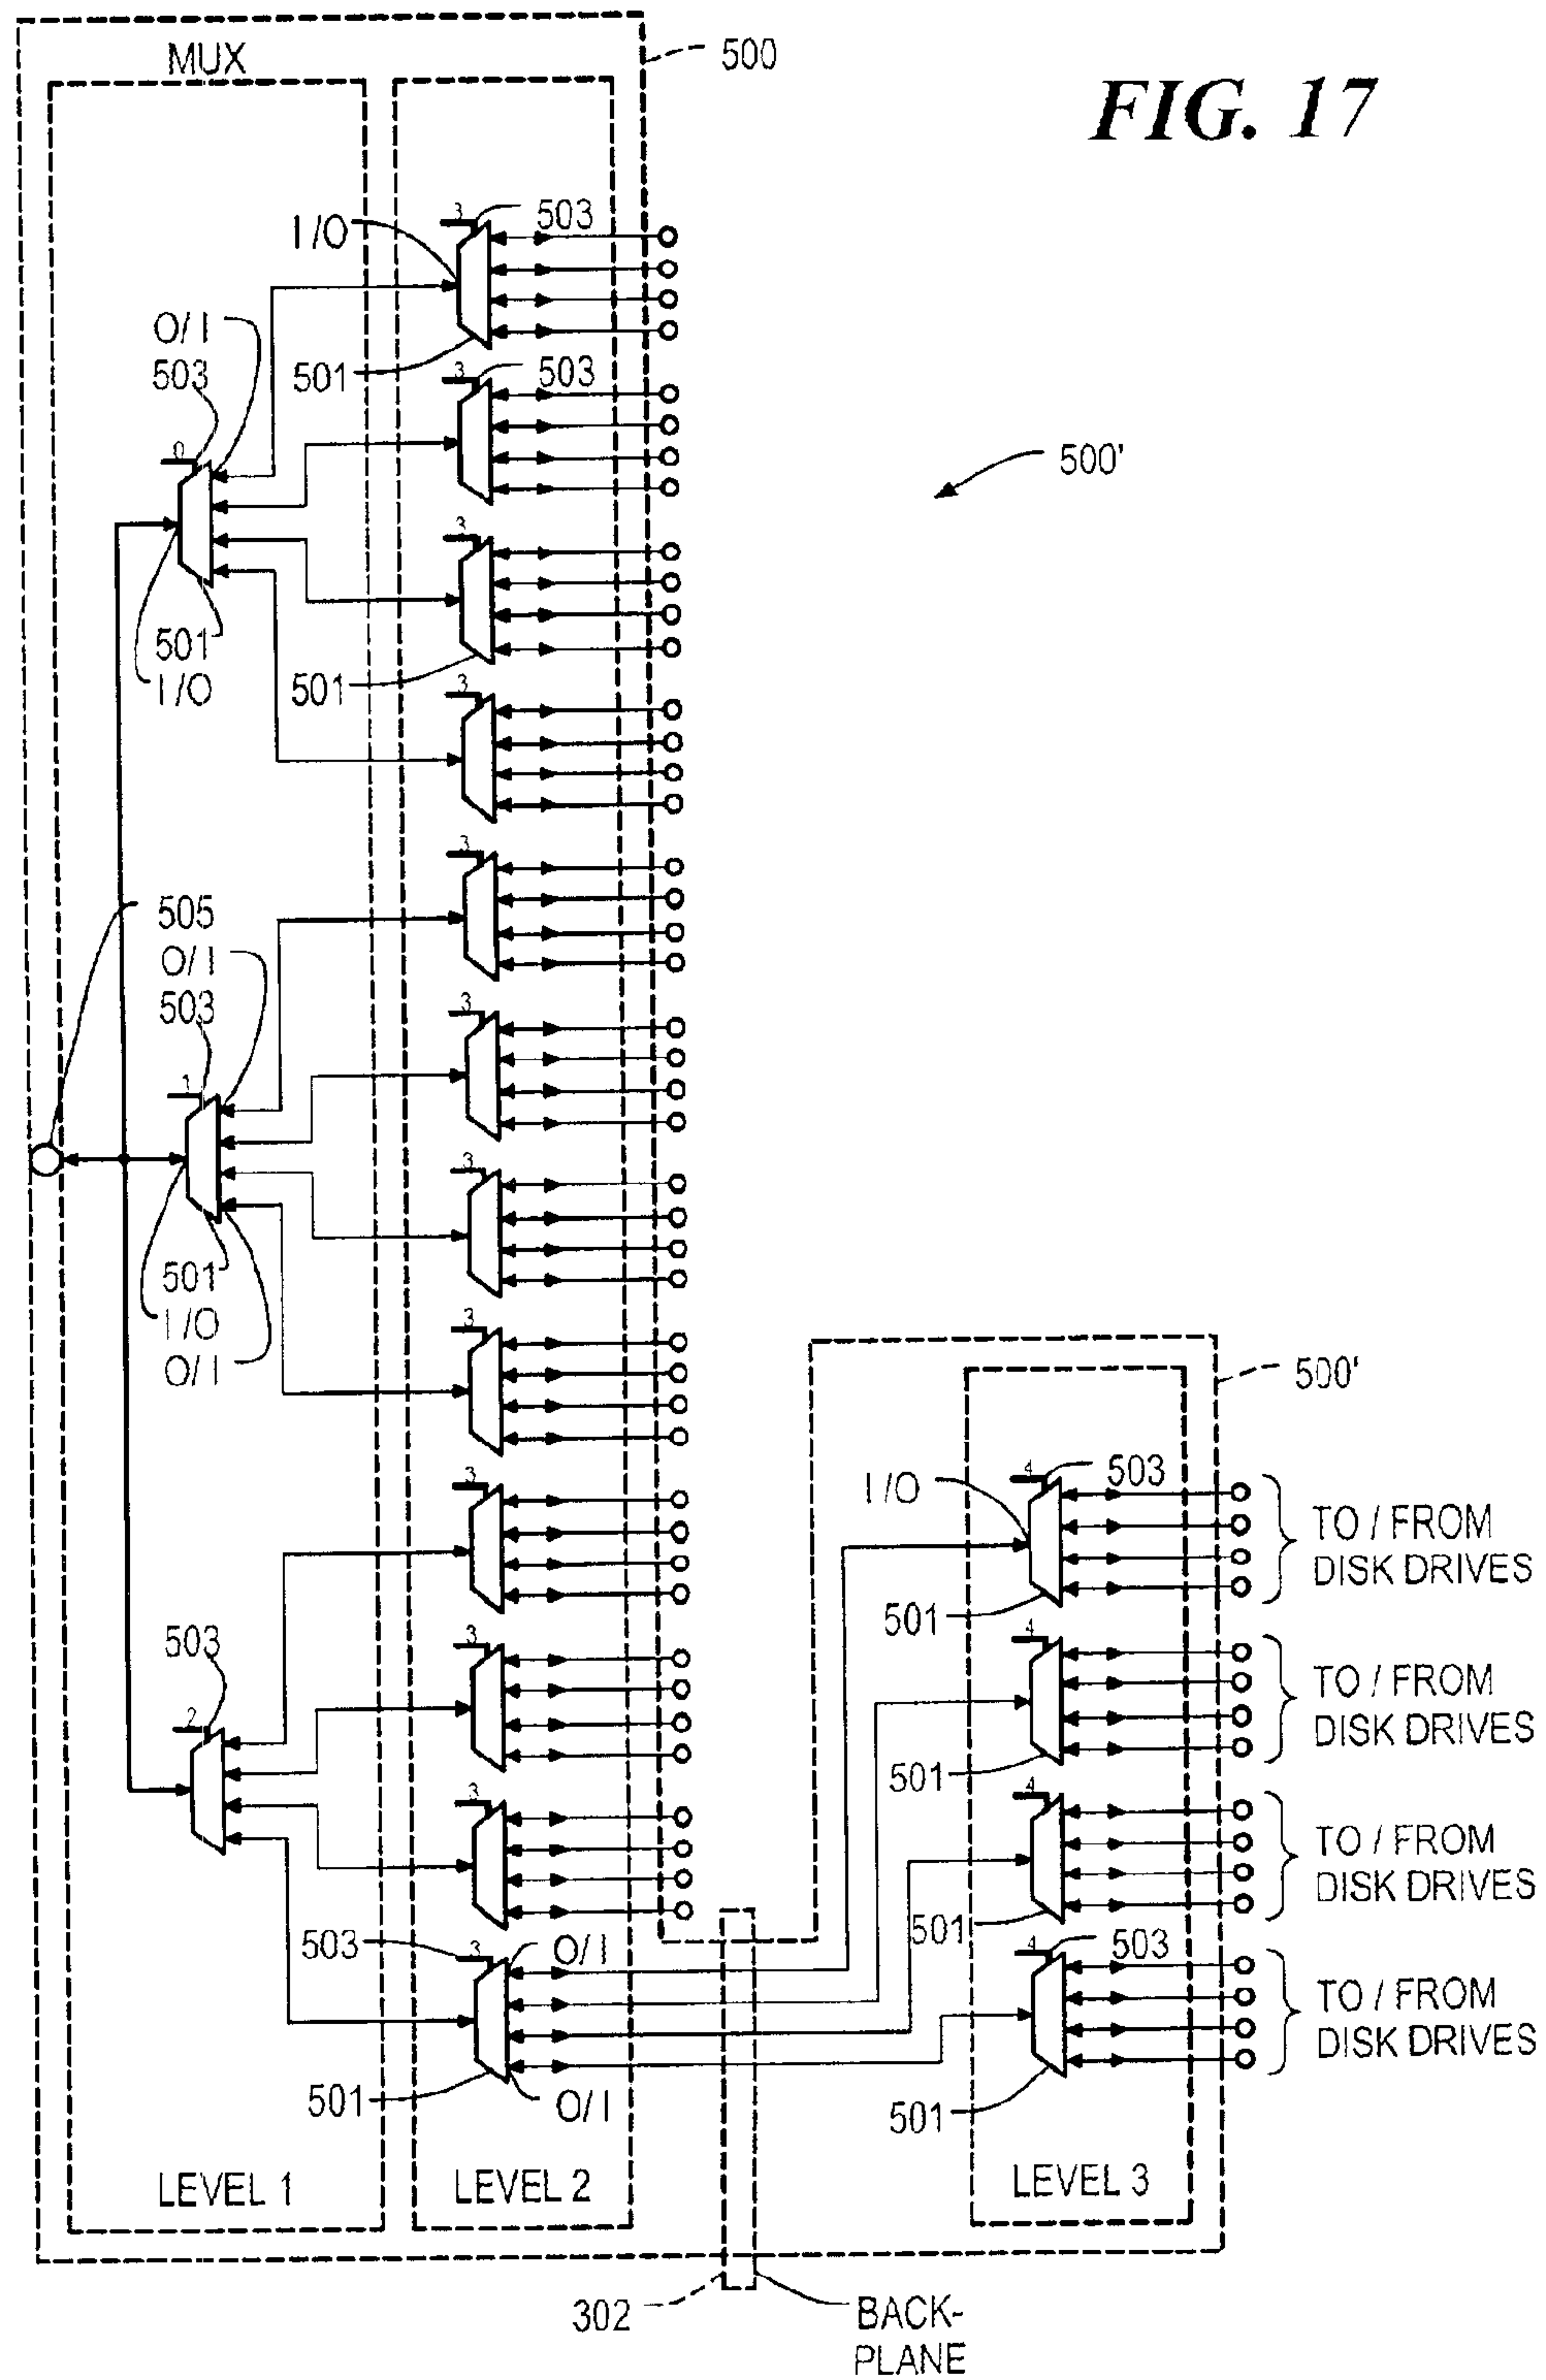 MUX
500
FIG. 17
3
503
I/O
O/I
503
501
3
503
0
3
500'
501
I/O
501
3
3
505
O/I
3
503
1
3
501
I/O
O/I
3
500'
3
4
503
I/O
TO / FROM
DISK DRIVES
501
3
4
503
TO / FROM
DISK DRIVES
2
501
4
3
TO / FROM
DISK DRIVES
501
503
3
O/I
4
503
TO / FROM
DISK DRIVES
501
O/I
501
LEVEL 1
LEVEL 2
LEVEL 3
302
BACK-
PLANE